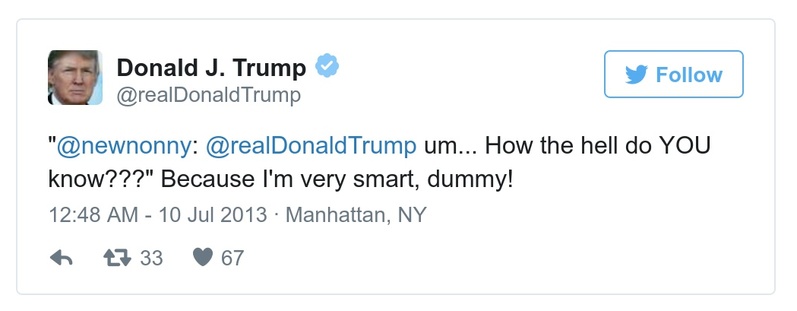 Donald J. Trump
@realDonaldTrump
Follow
"@newnonny: @realDonaldTrump um... How the hell do YOU
know???" Because I'm very smart, dummy!
12:48 AM - 10 Jul 2013 · Manhattan, NY
33 67